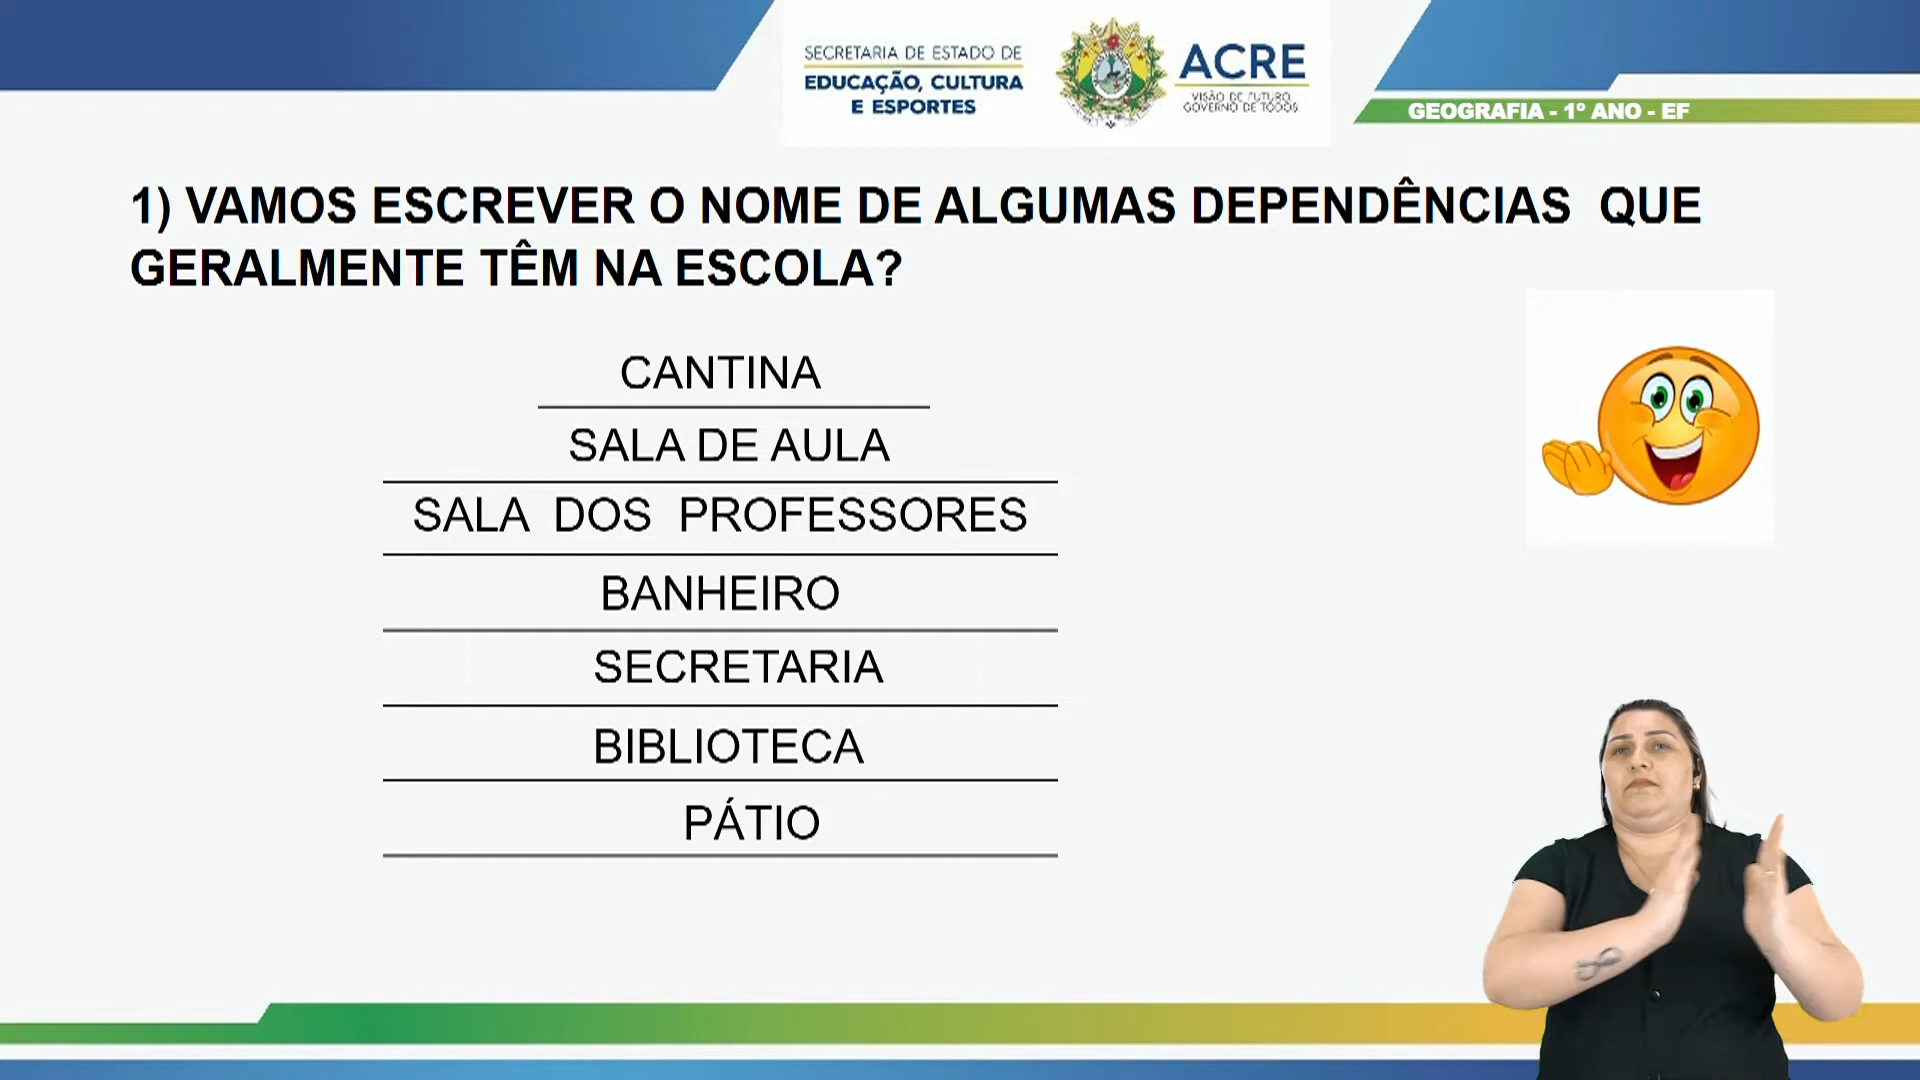 SECRETARIA DE ESTADO DE
EDUCAÇÃO, CULTURA
E ESPORTES
ACRE
VISÃO DE FUTURO,
GOVERNO DE TODOS
GEOGRAFIA - 1º ANO - EF
1) VAMOS ESCREVER O NOME DE ALGUMAS DEPENDÊNCIAS QUE
GERALMENTE TÊM NA ESCOLA?
CANTINA
SALA DE AULA
SALA DOS PROFESSORES
BANHEIRO
SECRETARIA
BIBLIOTECA
PÁTIO